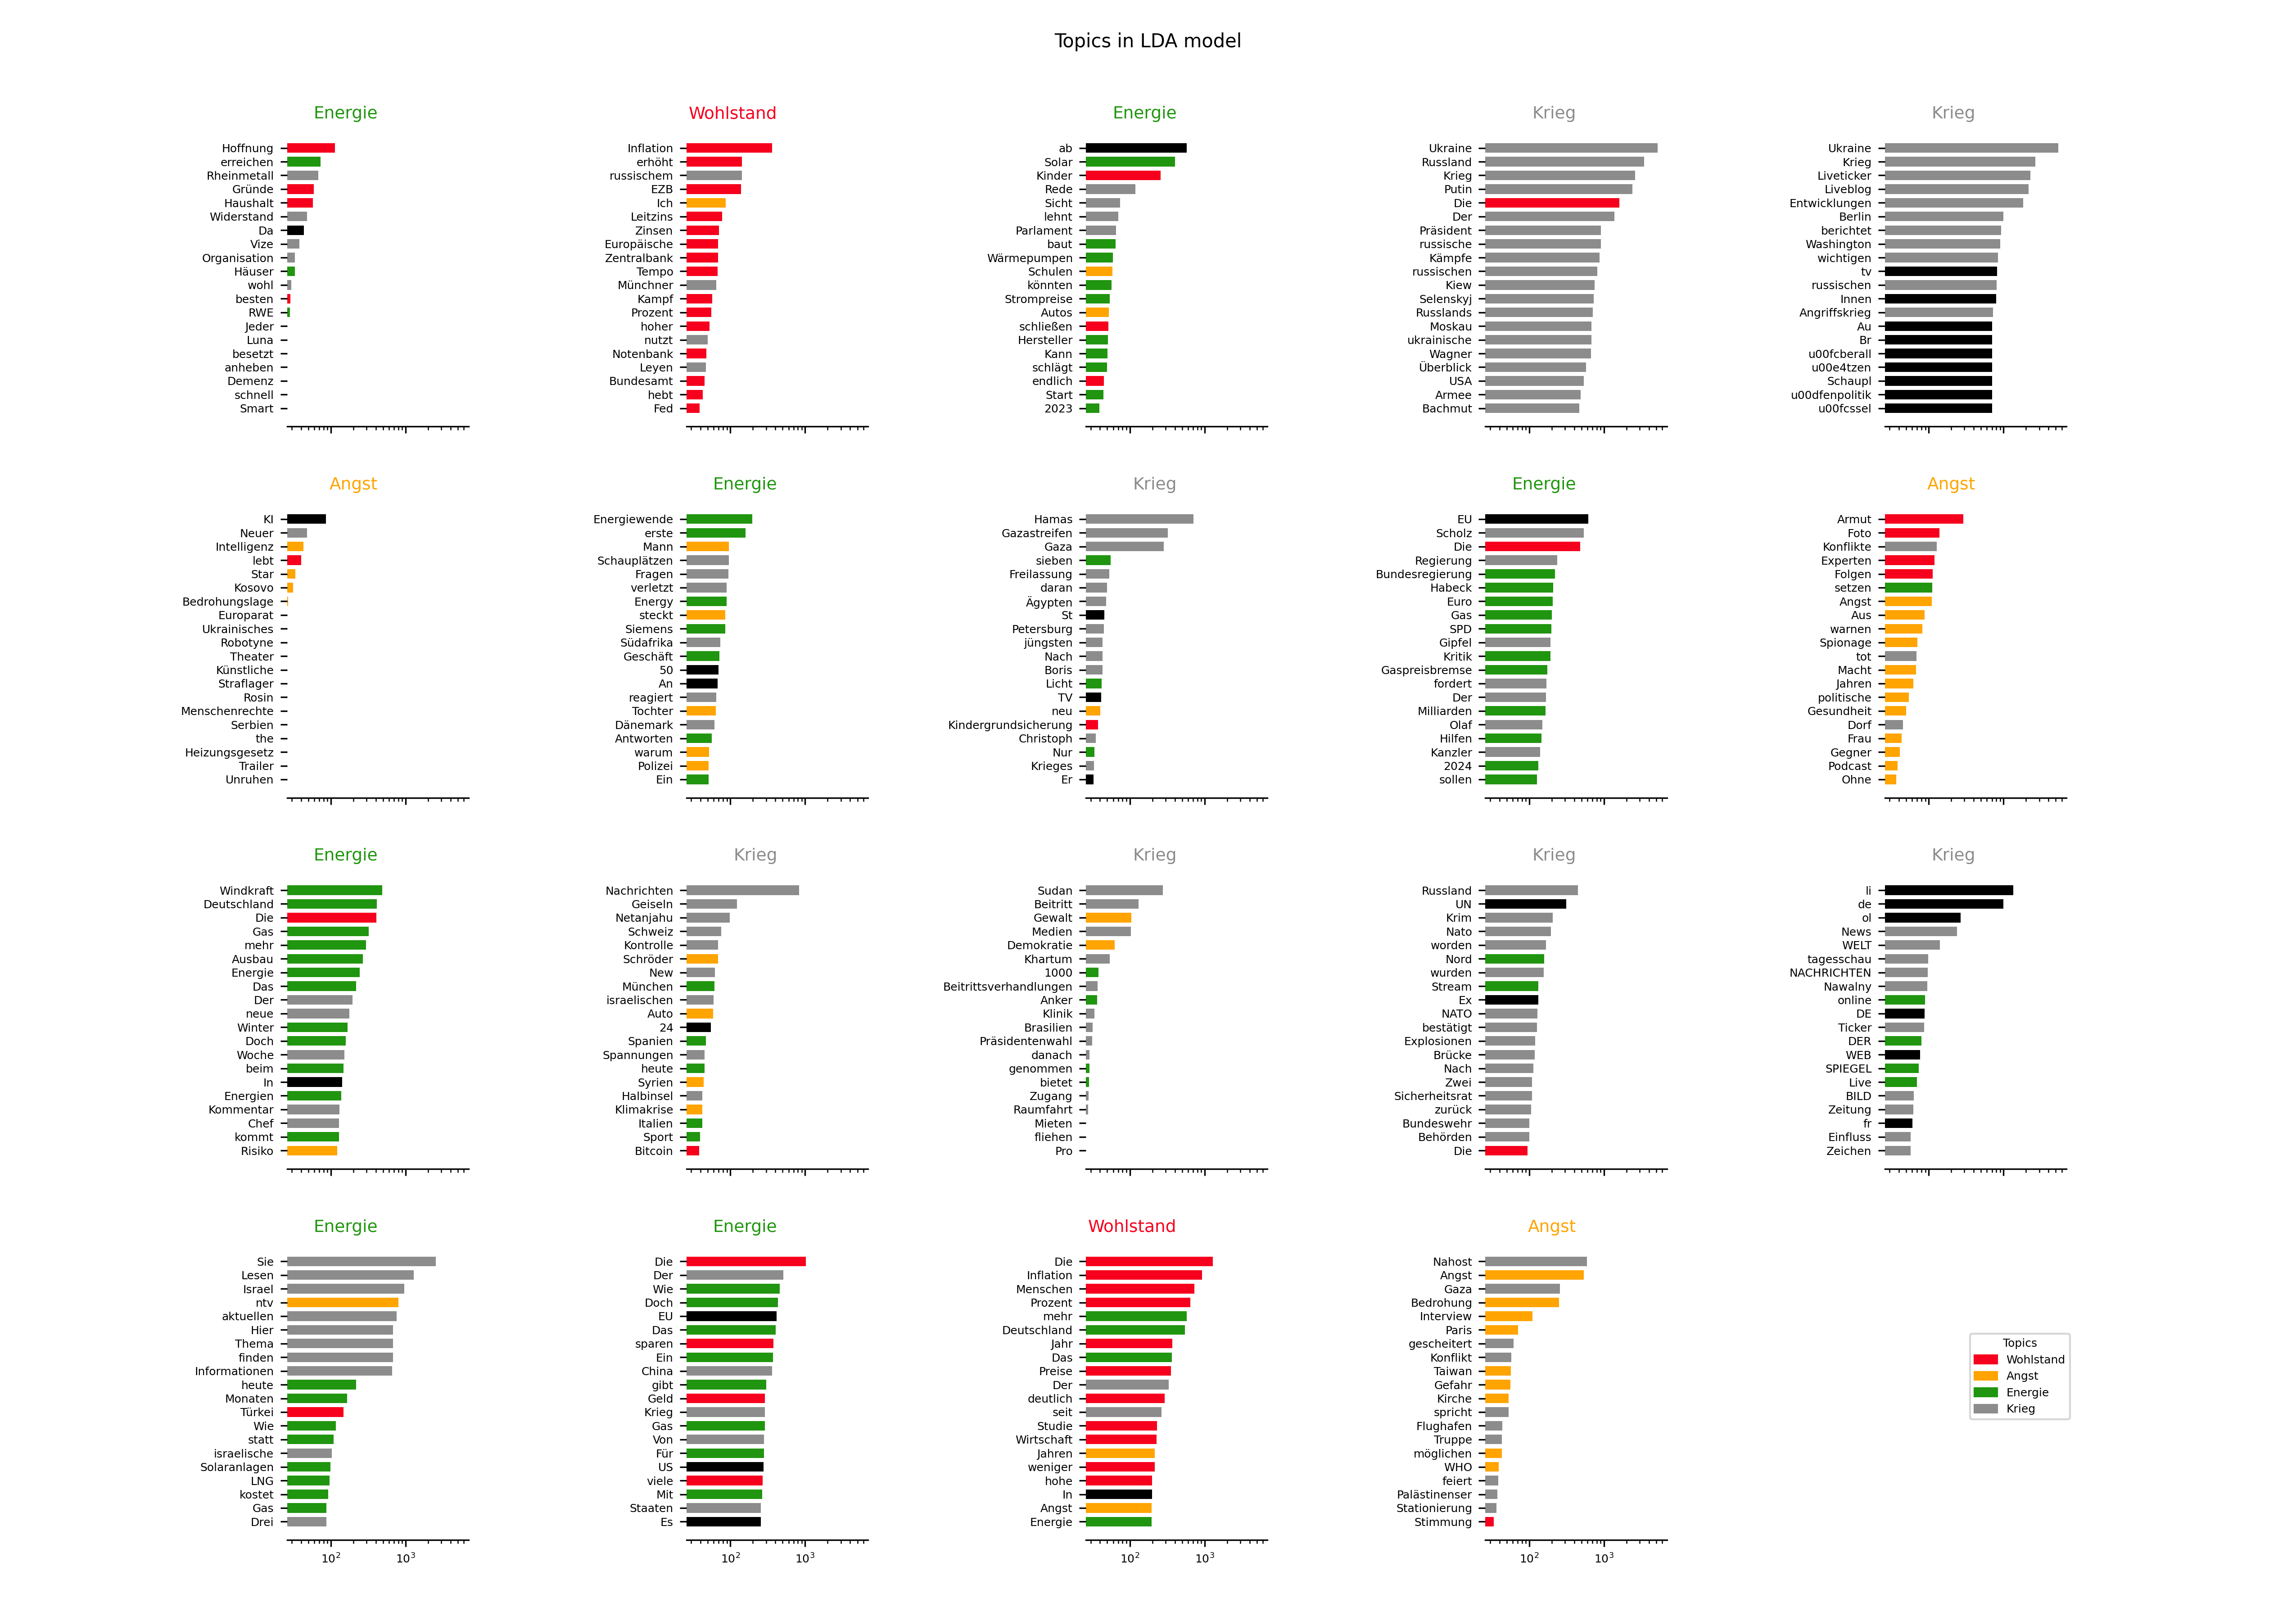 Topics in LDA model
Energie
Hoffnung
erreichen
Rheinmetall
Gründe
Haushalt
Widerstand
Da
Vize
Organisation
Häuser
wohl
besten
RWE
Jeder
Luna
besetzt
anheben
Demenz
schnell
Smart
Wohlstand
Inflation
erhöht
russischem
EZB
Ich
Leitzins
Zinsen
Europäische
Zentralbank
Tempo
Münchner
Kampf
Prozent
hoher
nutzt
Notenbank
Leyen
Bundesamt
hebt
Fed
Energie
ab
Solar
Kinder
Rede
Sicht
lehnt
Parlament
baut
Wärmepumpen
Schulen
könnten
Strompreise
Autos
schließen
Hersteller
Kann
schlägt
endlich
Start
2023
Krieg
Ukraine
Russland
Krieg
Putin
Die
Der
Präsident
russische
Kämpfe
russischen
Kiew
Selenskyj
Russlands
Moskau
ukrainische
Wagner
Überblick
USA
Armee
Bachmut
Krieg
Ukraine
Krieg
Liveticker
Liveblog
Entwicklungen
Berlin
berichtet
Washington
wichtigen
tv
russischen
Innen
Angriffskrieg
Au
Br
u00fcberall
u00e4tzen
Schaupl
u00dfenpolitik
u00fcssel
Angst
KI
Neuer
Intelligenz
lebt
Star
Kosovo
Bedrohungslage
Europarat
Ukrainisches
Robotyne
Theater
Künstliche
Straflager
Rosin
Menschenrechte
Serbien
the
Heizungsgesetz
Trailer
Unruhen
Energie
Energiewende
erste
Mann
Schauplätzen
Fragen
verletzt
Energy
steckt
Siemens
Südafrika
Geschäft
50
An
reagiert
Tochter
Dänemark
Antworten
warum
Polizei
Ein
Krieg
Hamas
Gazastreifen
Gaza
sieben
Freilassung
daran
Ägypten
St
Petersburg
jüngsten
Nach
Boris
Licht
TV
neu
Kindergrundsicherung
Christoph
Nur
Krieges
Er
Energie
EU
Scholz
Die
Regierung
Bundesregierung
Habeck
Euro
Gas
SPD
Gipfel
Kritik
Gaspreisbremse
fordert
Der
Milliarden
Olaf
Hilfen
Kanzler
2024
sollen
Angst
Armut
Foto
Konflikte
Experten
Folgen
setzen
Angst
Aus
warnen
Spionage
tot
Macht
Jahren
politische
Gesundheit
Dorf
Frau
Gegner
Podcast
Ohne
Energie
Windkraft
Deutschland
Die
Gas
mehr
Ausbau
Energie
Das
Der
neue
Winter
Doch
Woche
beim
In
Energien
Kommentar
Chef
kommt
Risiko
Krieg
Nachrichten
Geiseln
Netanjahu
Schweiz
Kontrolle
Schröder
New
München
israelischen
Auto
24
Spanien
Spannungen
heute
Syrien
Halbinsel
Klimakrise
Italien
Sport
Bitcoin
Krieg
Sudan
Beitritt
Gewalt
Medien
Demokratie
Khartum
1000
Beitrittsverhandlungen
Anker
Klinik
Brasilien
Präsidentenwahl
danach
genommen
bietet
Zugang
Raumfahrt
Mieten
fliehen
Pro
Krieg
Russland
UN
Krim
Nato
worden
Nord
wurden
Stream
Ex
NATO
bestätigt
Explosionen
Brücke
Nach
Zwei
Sicherheitsrat
zurück
Bundeswehr
Behörden
Die
Krieg
li
de
ol
News
WELT
tagesschau
NACHRICHTEN
Nawalny
online
DE
Ticker
DER
WEB
SPIEGEL
Live
BILD
Zeitung
fr
Einfluss
Zeichen
Energie
Sie
Lesen
Israel
ntv
aktuellen
Hier
Thema
finden
Informationen
heute
Monaten
Türkei
Wie
statt
israelische
Solaranlagen
LNG
kostet
Gas
Drei
10² 10³
Energie
Die
Der
Wie
Doch
EU
Das
sparen
Ein
China
gibt
Geld
Krieg
Gas
Von
Für
US
viele
Mit
Staaten
Es
10² 10³
Wohlstand
Die
Inflation
Menschen
Prozent
mehr
Deutschland
Jahr
Das
Preise
Der
deutlich
seit
Studie
Wirtschaft
Jahren
weniger
hohe
In
Angst
Energie
10² 10³
Angst
Nahost
Angst
Gaza
Bedrohung
Interview
Paris
gescheitert
Konflikt
Taiwan
Gefahr
Kirche
spricht
Flughafen
Truppe
möglichen
WHO
feiert
Palästinenser
Stationierung
Stimmung
10² 10³
Topics
Wohlstand
Angst
Energie
Krieg